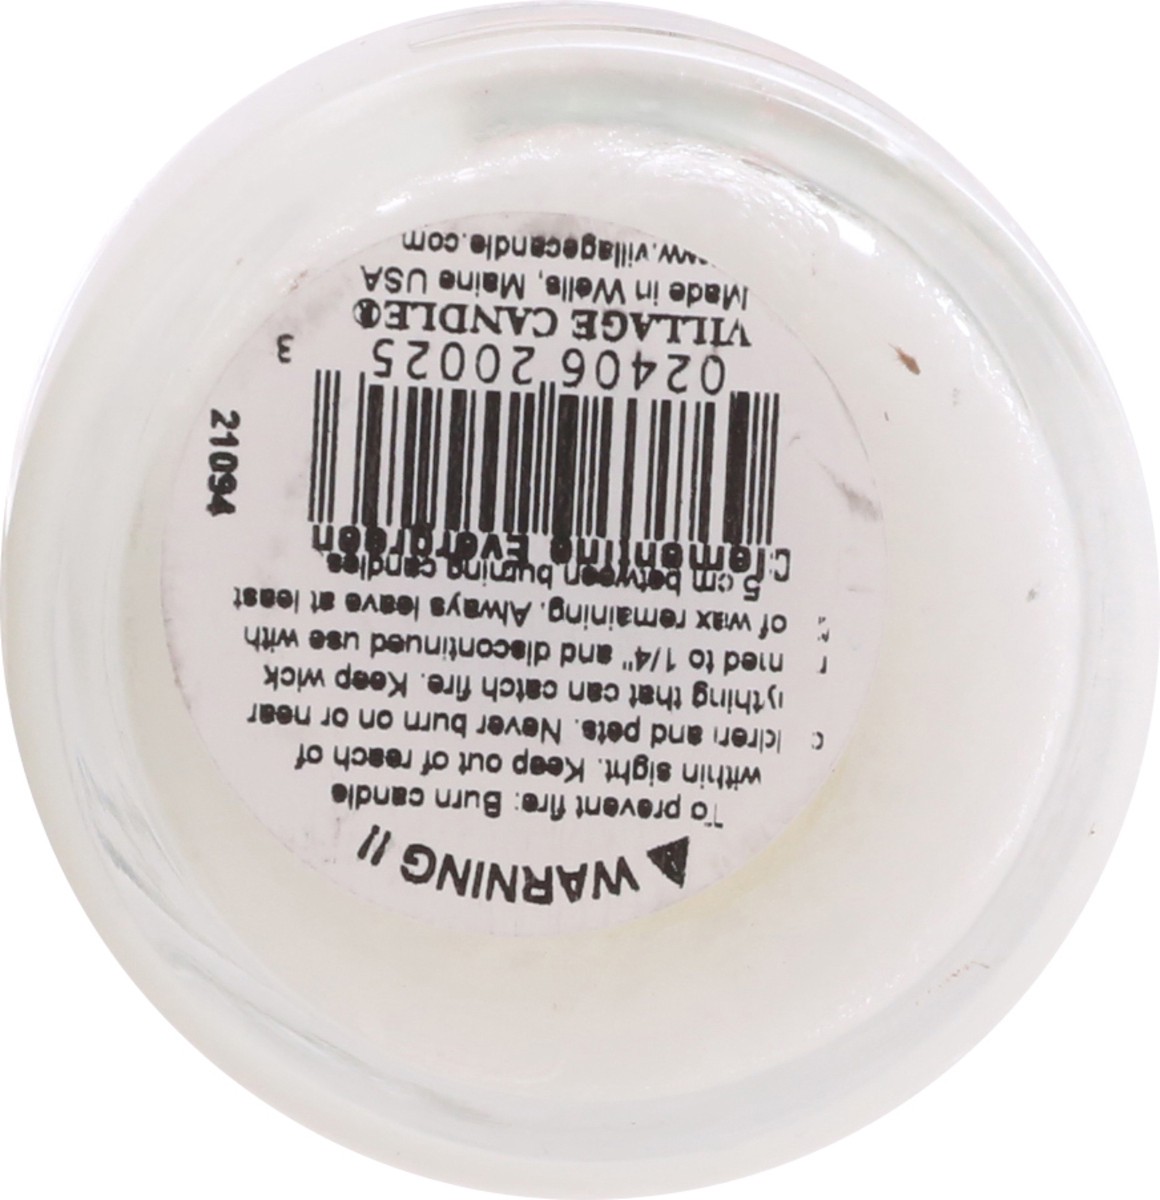 WARNING !!
To prevent fire: Burn candle
within sight. Keep out of reach of
and pets. Never burn on or near
that can catch fire. Keep wick
to 1/4" and discontinued use with
of wax remaining. Always leave at least
5 cm between burning candles
Clementine Evergreen
02406 20025 3
VILLAGE CANDLE®
Made in Wells, Maine USA
www.villagecandle.com
21094